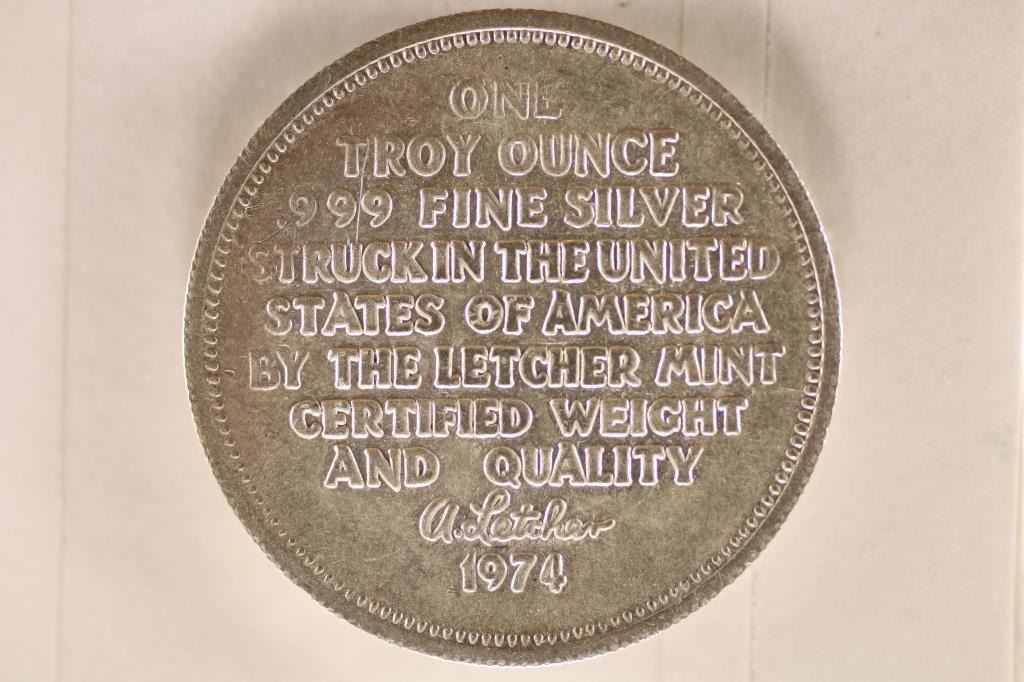 ONE
TROY OUNCE
.999 FINE SILVER
STRUCK IN THE UNITED
STATES OF AMERICA
BY THE LETCHER MINT
CERTIFIED WEIGHT
AND QUALITY
A. Letcher
1974